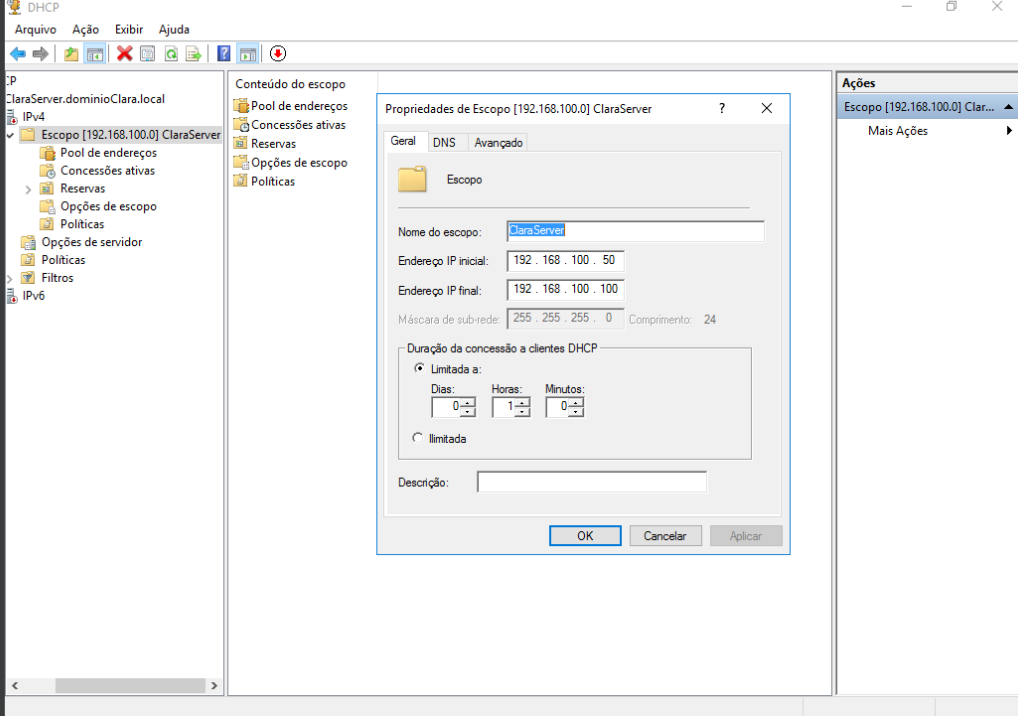 DHCP
Arquivo Ação Exibir Ajuda
?
CP
ClaraServer.dominioClara.local
IPv4
Escopo [192.168.100.0] ClaraServer
Pool de endereços
Concessões ativas
Reservas
Opções de escopo
Políticas
Opções de servidor
Políticas
Filtros
IPv6
Conteúdo do escopo
Pool de endereços
Concessões ativas
Reservas
Opções de escopo
Políticas
Propriedades de Escopo [192.168.100.0] ClaraServer ?
Geral DNS Avançado
Escopo
Nome do escopo: ClaraServer
Endereço IP inicial: 192 . 168 . 100 . 50
Endereço IP final: 192 . 168 . 100 . 100
Máscara de sub-rede: 255 . 255 . 255 . 0 Comprimento: 24
Duração da concessão a clientes DHCP
Limitada a:
Dias: Horas: Minutos:
0 1 0
Ilimitada
Descrição:
OK Cancelar Aplicar
Ações
Escopo [192.168.100.0] Clar...
Mais Ações